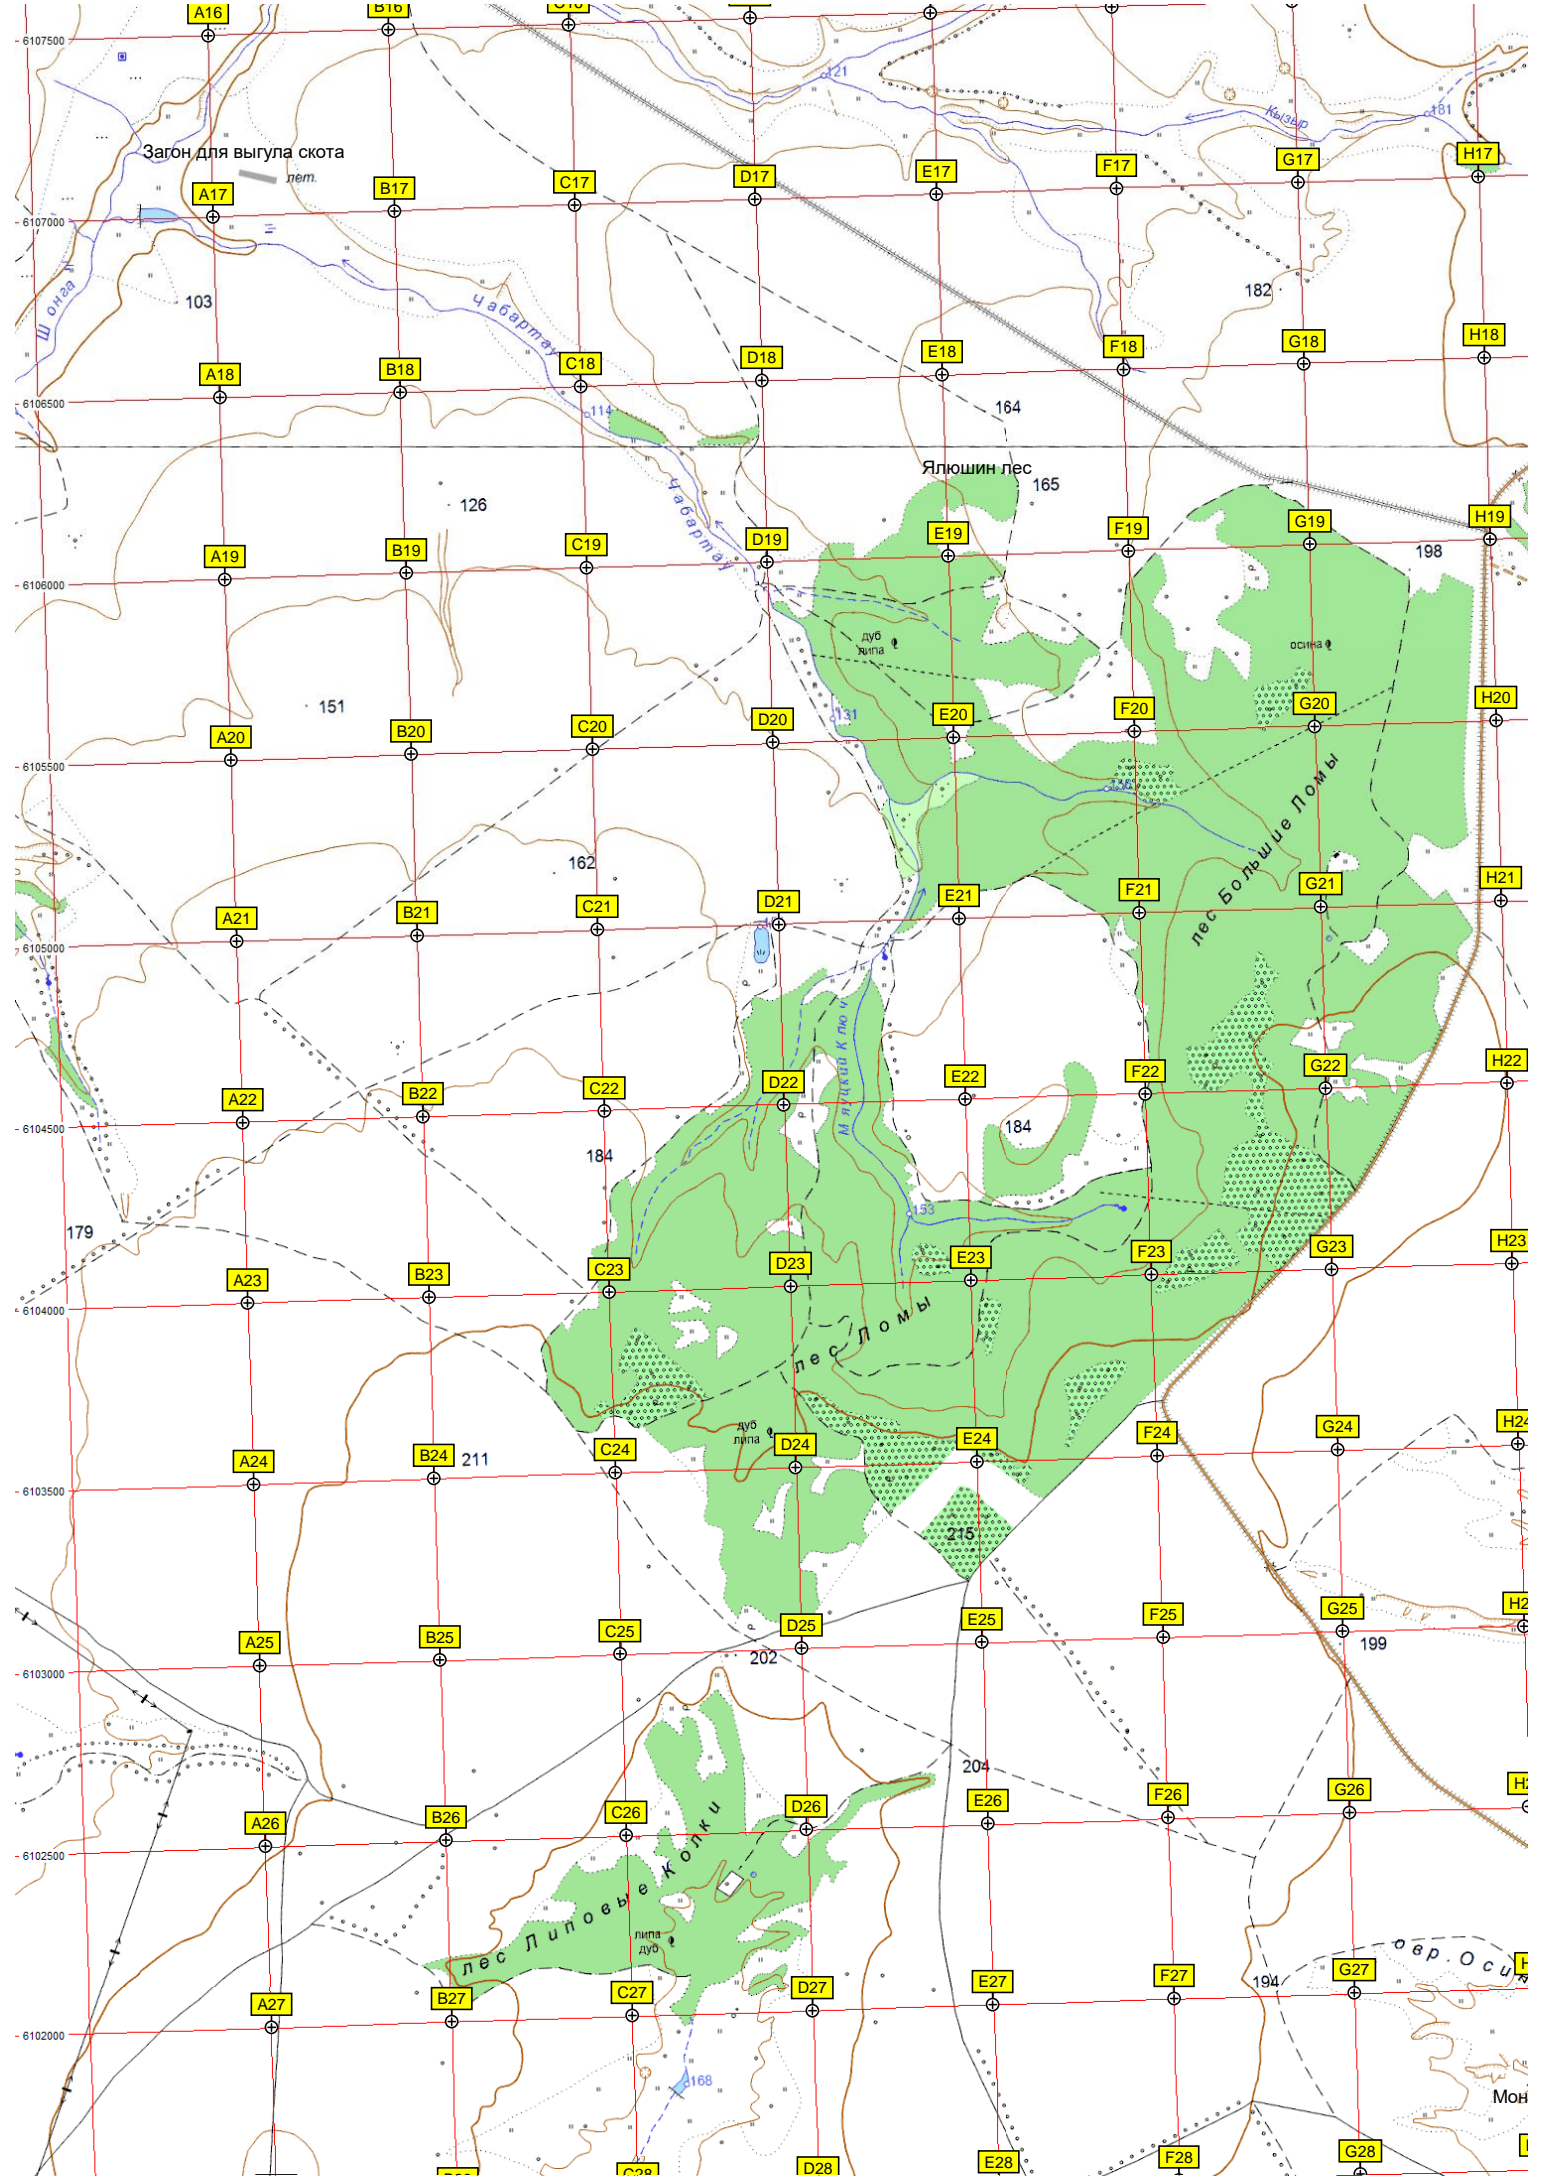 A16
B16
6107500
121
181
Кызыр
Загон для выгула скота
лет.
A17
B17
C17
D17
E17
F17
G17
H17
6107000
Шонга
103
Чабартау
182
A18
B18
C18
D18
E18
F18
G18
H18
6106500
114
164
Ялюшин лес
165
126
Чабартау
A19
B19
C19
D19
E19
F19
G19
H19
198
6106000
дуб
липа
осина
151
131
A20
B20
C20
D20
E20
F20
G20
H20
6105500
лес Большие Ломы
162
A21
B21
C21
D21
E21
F21
G21
H21
6105000
Мяуцкий Ключ
A22
B22
C22
D22
E22
F22
G22
H22
6104500
184
184
153
179
A23
B23
C23
D23
E23
F23
G23
H23
6104000
лес Ломы
дуб
липа
A24
B24
211
C24
D24
E24
F24
G24
H24
6103500
215
A25
B25
C25
D25
E25
F25
G25
199
6103000
202
204
A26
B26
C26
D26
E26
F26
G26
6102500
лес Липовые Колки
липа
дуб
овр. Оси
194
A27
B27
C27
D27
E27
F27
G27
6102000
168
Мон
D28
E28
F28
G28
C28